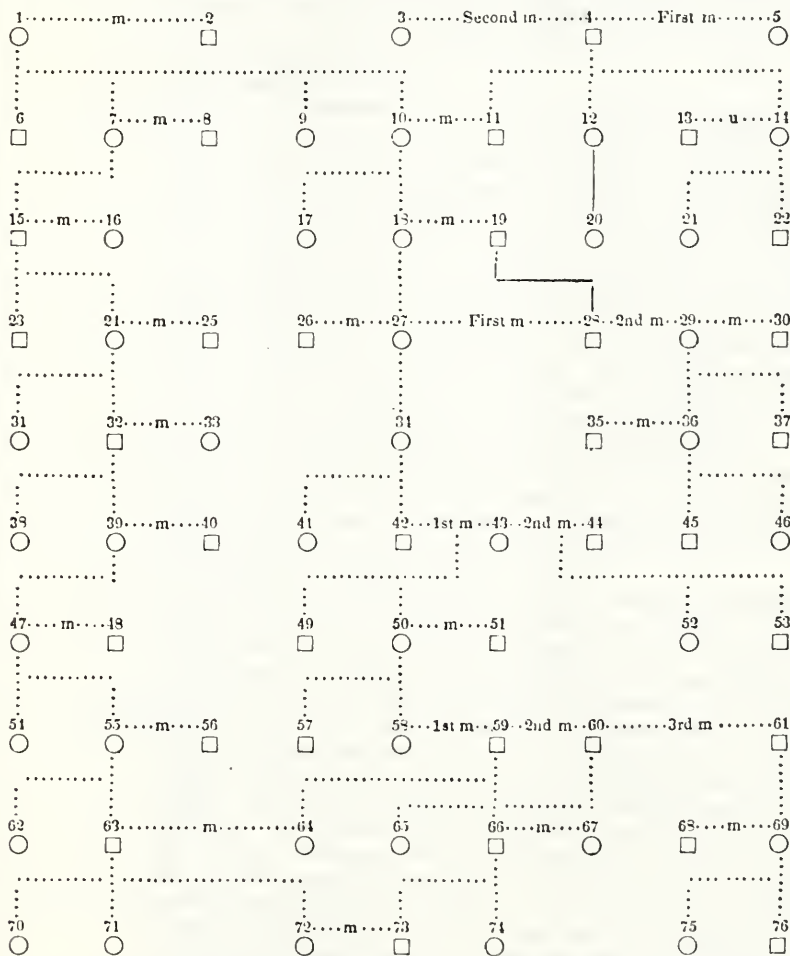 1 m 2 3 Second m 4 First m 5
6 7 m 8 9 10 m 11 12 13 u 14
15 m 16 17 18 m 19 20 21 22
23 21 m 25 26 m 27 First m 28 2nd m 29 m 30
31 32 m 33 31 35 m 36 37
38 39 m 40 41 42 1st m 43 2nd m 44 45 46
47 m 48 49 50 m 51 52 53
51 55 m 56 57 58 1st m 59 2nd m 60 3rd m 61
62 63 m 64 65 66 m 67 68 m 69
70 71 72 m 73 74 75 76